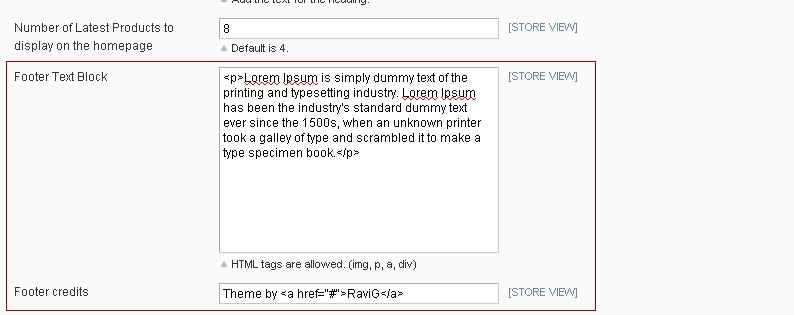 Add the text for the heading.
Number of Latest Products to
display on the homepage
8
[STORE VIEW]
Default is 4.
Footer Text Block
<p>Lorem Ipsum is simply dummy text of the
printing and typesetting industry. Lorem Ipsum
has been the industry's standard dummy text
ever since the 1500s, when an unknown printer
took a galley of type and scrambled it to make a
type specimen book.</p>
[STORE VIEW]
HTML tags are allowed. (img, p, a, div)
Footer credits
Theme by <a href="#">RaviG</a>
[STORE VIEW]